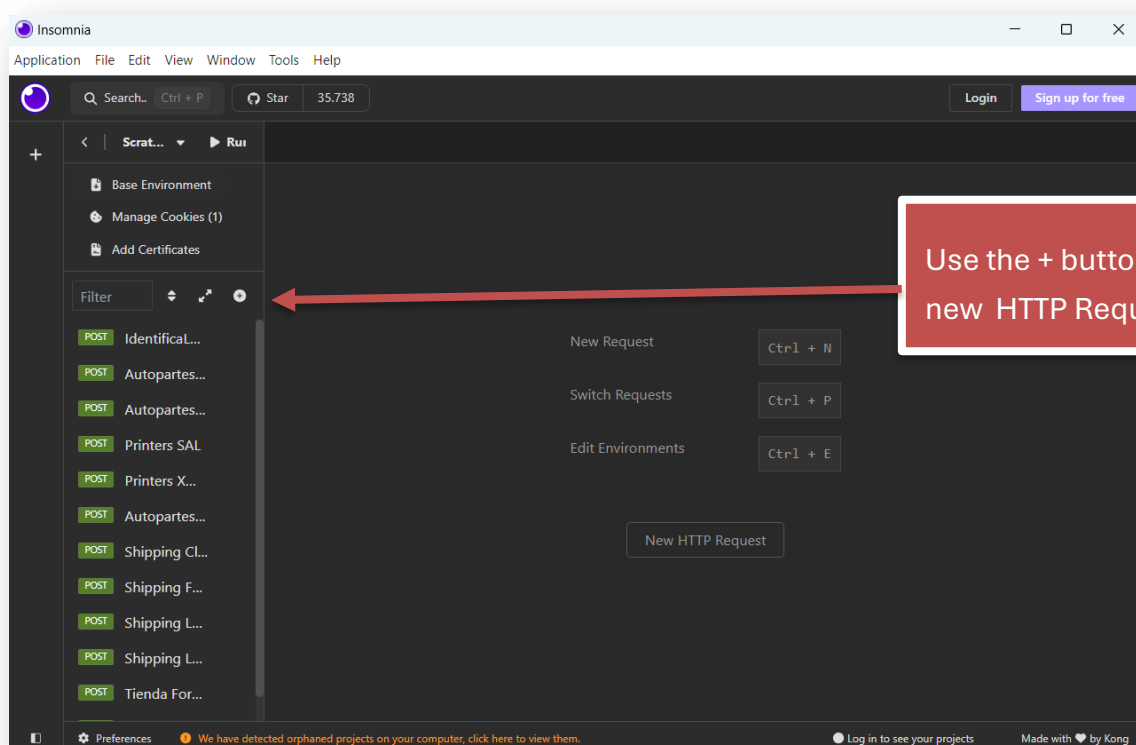 Insomnia
Application File Edit View Window Tools Help
Search.. Ctrl + P Star 35.738 Login Sign up for free
Scrat... Run
Base Environment
Manage Cookies (1)
Add Certificates
Use the + butto
new HTTP Requ
Filter
POST IdentificaL...
POST Autopartes...
POST Autopartes...
POST Printers SAL
POST Printers X...
POST Autopartes...
POST Shipping Cl...
POST Shipping F...
POST Shipping L...
POST Shipping L...
POST Tienda For...
New Request Ctrl + N
Switch Requests Ctrl + P
Edit Environments Ctrl + E
New HTTP Request
Preferences We have detected orphaned projects on your computer, click here to view them. Log in to see your projects Made with ♥ by Kong